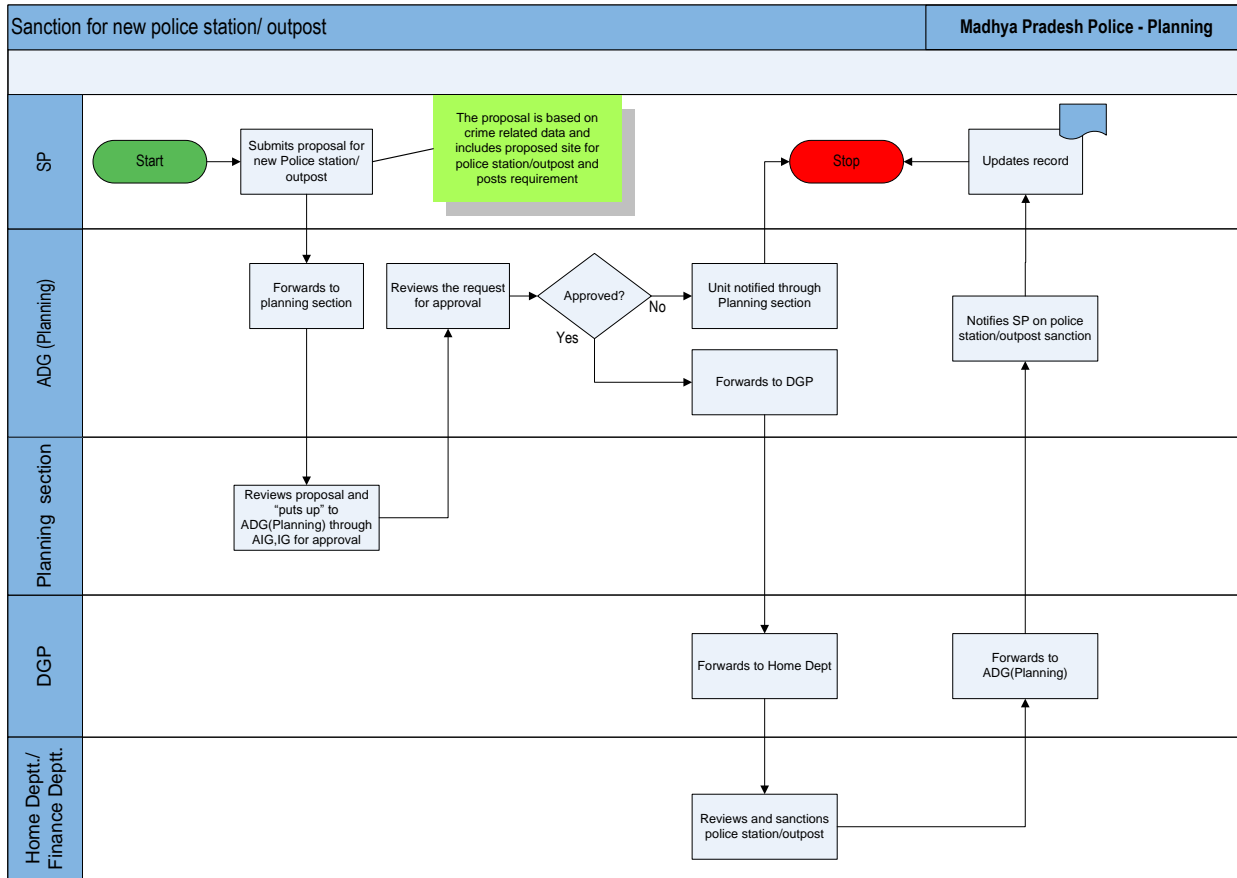 Sanction for new police station/ outpost
Madhya Pradesh Police - Planning
SP
Start
Submits proposal for
new Police station/
outpost
The proposal is based on
crime related data and
includes proposed site for
police station/outpost and
posts requirement
Stop
Updates record
ADG (Planning)
Forwards to
planning section
Reviews the request
for approval
Approved?
No
Yes
Unit notified through
Planning section
Forwards to DGP
Notifies SP on police
station/outpost sanction
Planning section
Reviews proposal and
“puts up” to
ADG(Planning) through
AIG,IG for approval
DGP
Forwards to Home Dept
Forwards to
ADG(Planning)
Home Deptt./
Finance Deptt.
Reviews and sanctions
police station/outpost